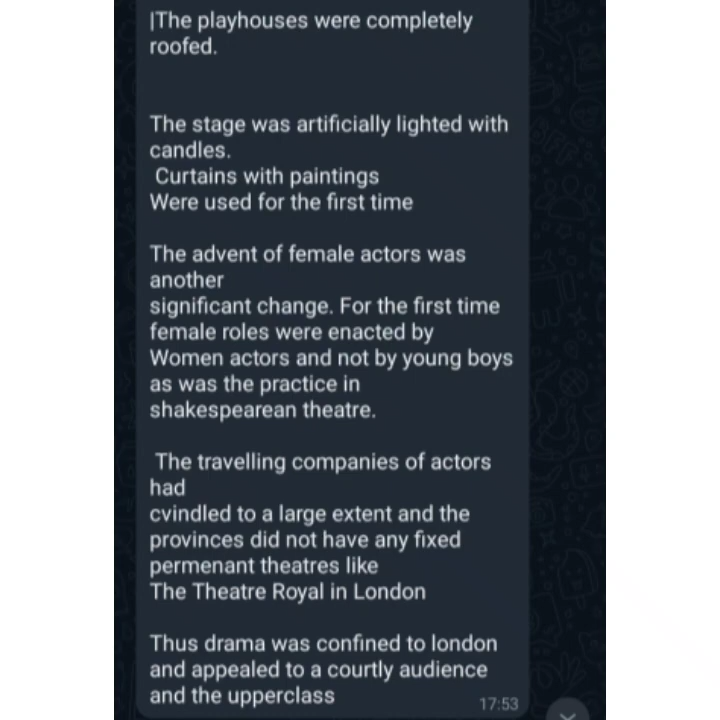 |The playhouses were completely
roofed.
The stage was artificially lighted with
candles.
Curtains with paintings
Were used for the first time
The advent of female actors was
another
significant change. For the first time
female roles were enacted by
Women actors and not by young boys
as was the practice in
shakespearean theatre.
The travelling companies of actors
had
cvindled to a large extent and the
provinces did not have any fixed
permenant theatres like
The Theatre Royal in London
Thus drama was confined to london
and appealed to a courtly audience
and the upperclass
17:53